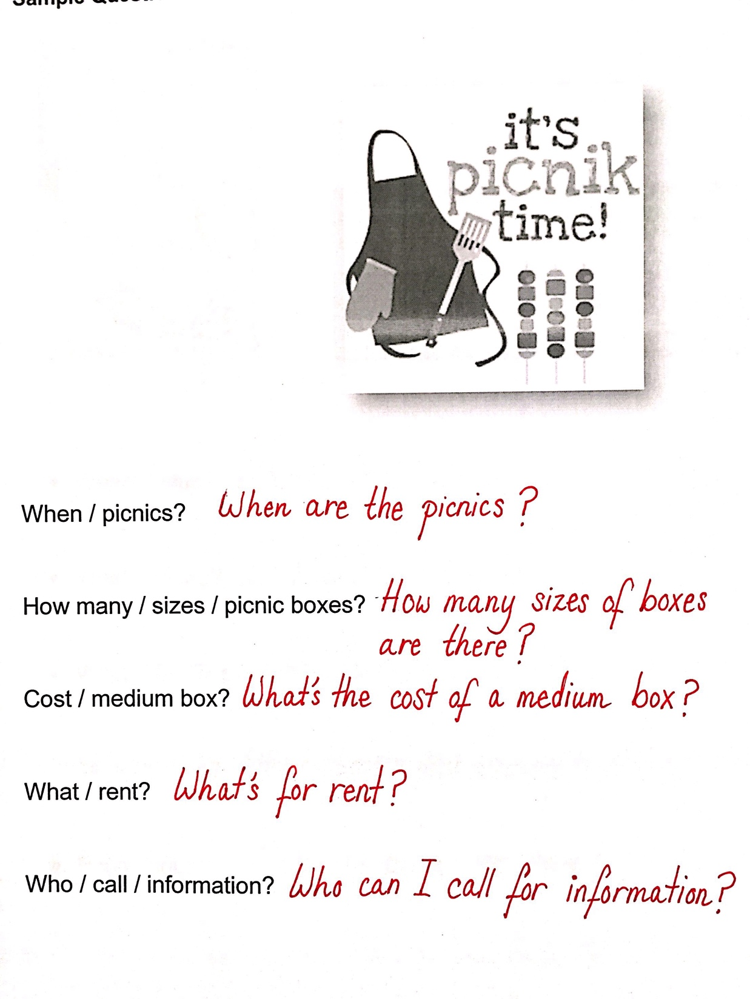 Sample
it's
picnik
time!
When / picnics? When are the picnics?
How many / sizes / picnic boxes? How many sizes of boxes
are there?
Cost / medium box? What's the cost of a medium box?
What / rent? What's for rent?
Who / call / information? Who can I call for information?